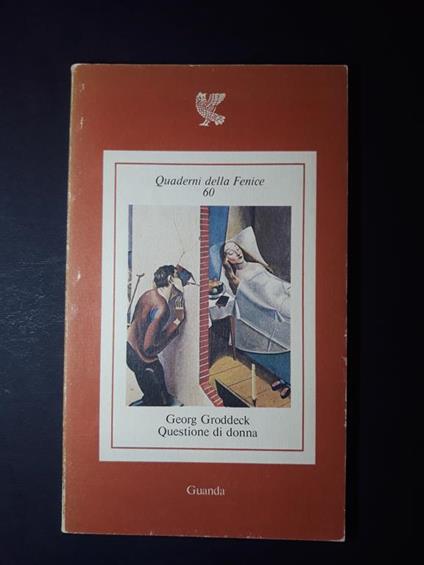 Quaderni della Fenice
60
Georg Groddeck
Questione di donna
Guanda